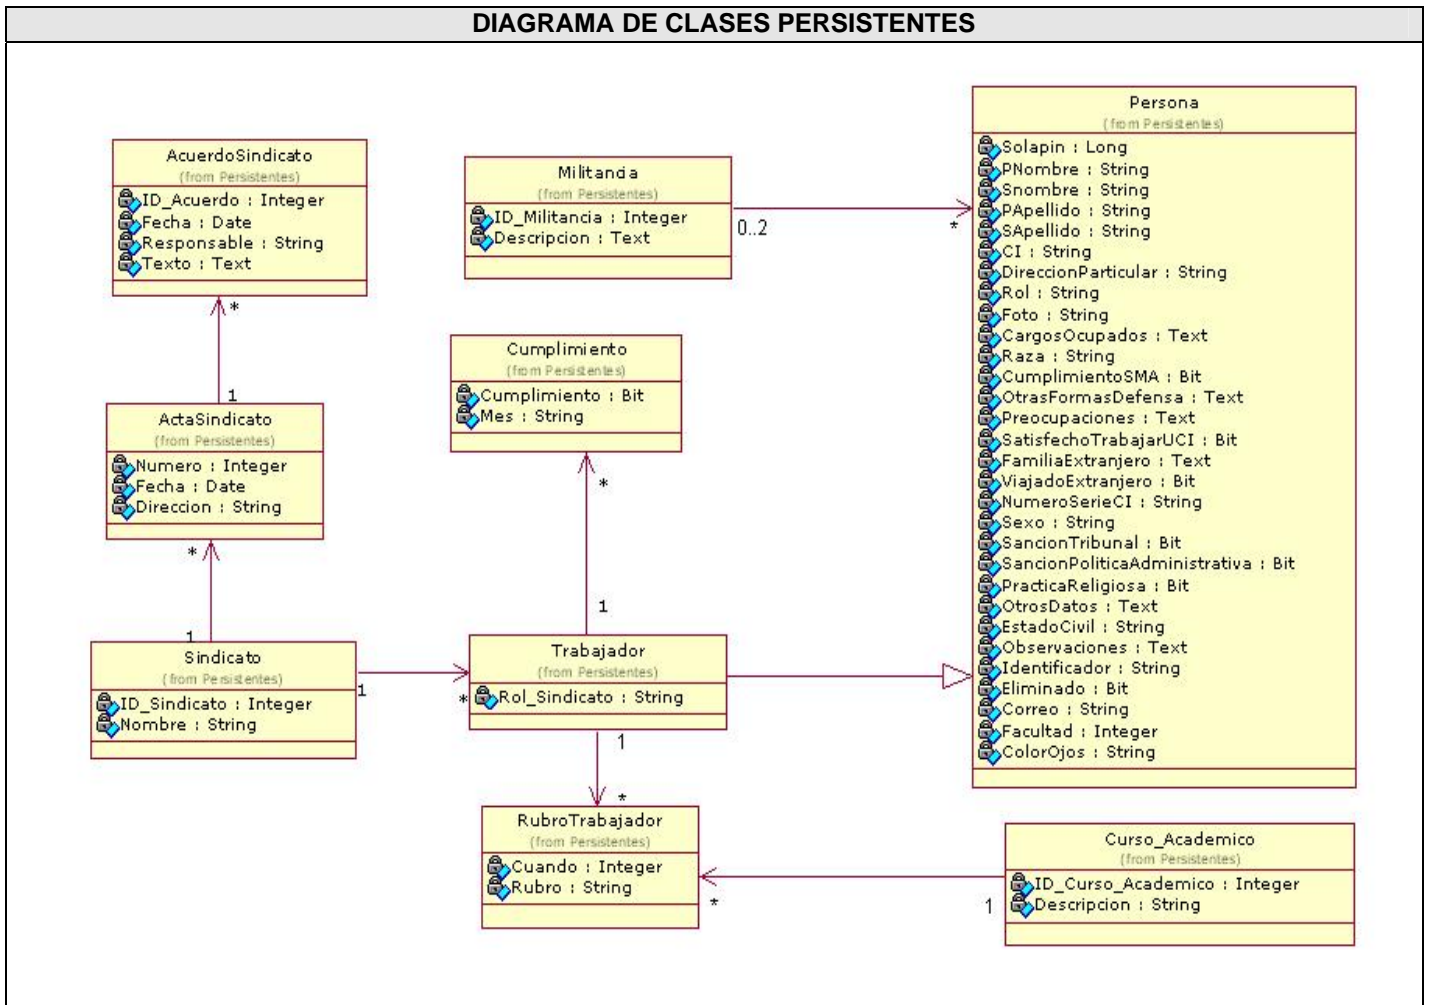 DIAGRAMA DE CLASES PERSISTENTES
AcuerdoSindicato
(from Persistentes)
ID_Acuerdo : Integer
Fecha : Date
Responsable : String
Texto : Text
*
1
ActaSindicato
(from Persistentes)
Numero : Integer
Fecha : Date
Direccion : String
*
1
Sindicato
(from Persistentes)
ID_Sindicato : Integer
Nombre : String
1
*
Militancia
(from Persistentes)
ID_Militancia : Integer
Descripcion : Text
0..2
*
Cumplimiento
(from Persistentes)
Cumplimiento : Bit
Mes : String
*
1
Trabajador
(from Persistentes)
Rol_Sindicato : String
1
*
RubroTrabajador
(from Persistentes)
Cuando : Integer
Rubro : String
*
1
Persona
(from Persistentes)
Solapin : Long
PNombre : String
Snombre : String
PApellido : String
SApellido : String
CI : String
DireccionParticular : String
Rol : String
Foto : String
CargosOcupados : Text
Raza : String
CumplimientoSMA : Bit
OtrasFormasDefensa : Text
Preocupaciones : Text
SatisfechoTrabajarUCI : Bit
FamiliaExtranjero : Text
ViajadoExtranjero : Bit
NumeroSerieCI : String
Sexo : String
SancionTribunal : Bit
SancionPoliticaAdministrativa : Bit
PracticaReligiosa : Bit
OtrosDatos : Text
EstadoCivil : String
Observaciones : Text
Identificador : String
Eliminado : Bit
Correo : String
Facultad : Integer
ColorOjos : String
Curso_Academico
(from Persistentes)
ID_Curso_Academico : Integer
Descripcion : String